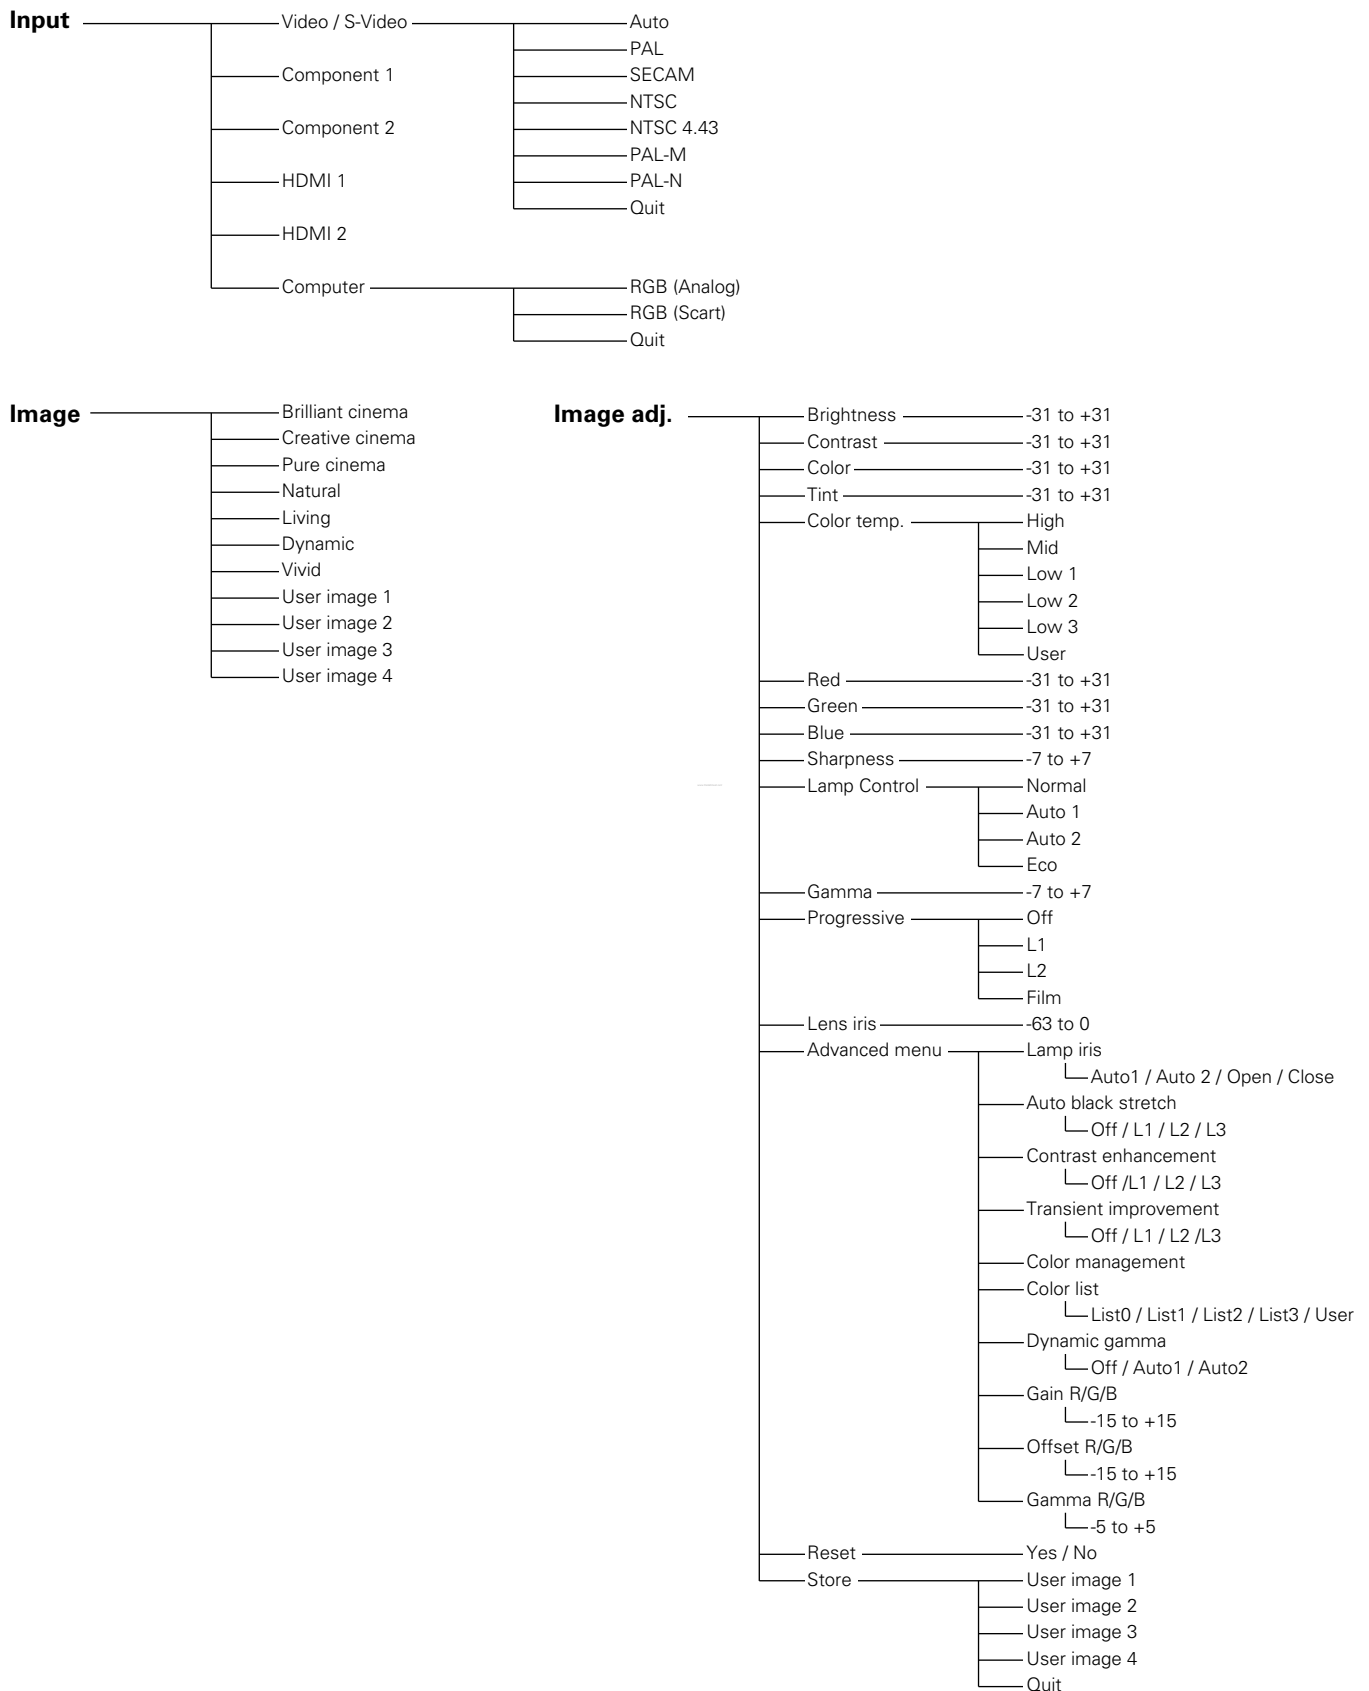 Input
Video / S-Video
Auto
PAL
Component 1
SECAM
NTSC
Component 2
NTSC 4.43
PAL-M
HDMI 1
PAL-N
Quit
HDMI 2
Computer
RGB (Analog)
RGB (Scart)
Quit
Image
Brilliant cinema
Creative cinema
Pure cinema
Natural
Living
Dynamic
Vivid
User image 1
User image 2
User image 3
User image 4
Image adj.
Brightness -31 to +31
Contrast -31 to +31
Color -31 to +31
Tint -31 to +31
Color temp. High
Mid
Low 1
Low 2
Low 3
User
Red -31 to +31
Green -31 to +31
Blue -31 to +31
Sharpness -7 to +7
Lamp Control Normal
Auto 1
Auto 2
Eco
Gamma -7 to +7
Progressive Off
L1
L2
Film
Lens iris -63 to 0
Advanced menu Lamp iris
Auto1 / Auto 2 / Open / Close
Auto black stretch
Off / L1 / L2 / L3
Contrast enhancement
Off /L1 / L2 / L3
Transient improvement
Off / L1 / L2 /L3
Color management
Color list
List0 / List1 / List2 / List3 / User
Dynamic gamma
Off / Auto1 / Auto2
Gain R/G/B
-15 to +15
Offset R/G/B
-15 to +15
Gamma R/G/B
-5 to +5
Reset Yes / No
Store User image 1
User image 2
User image 3
User image 4
Quit